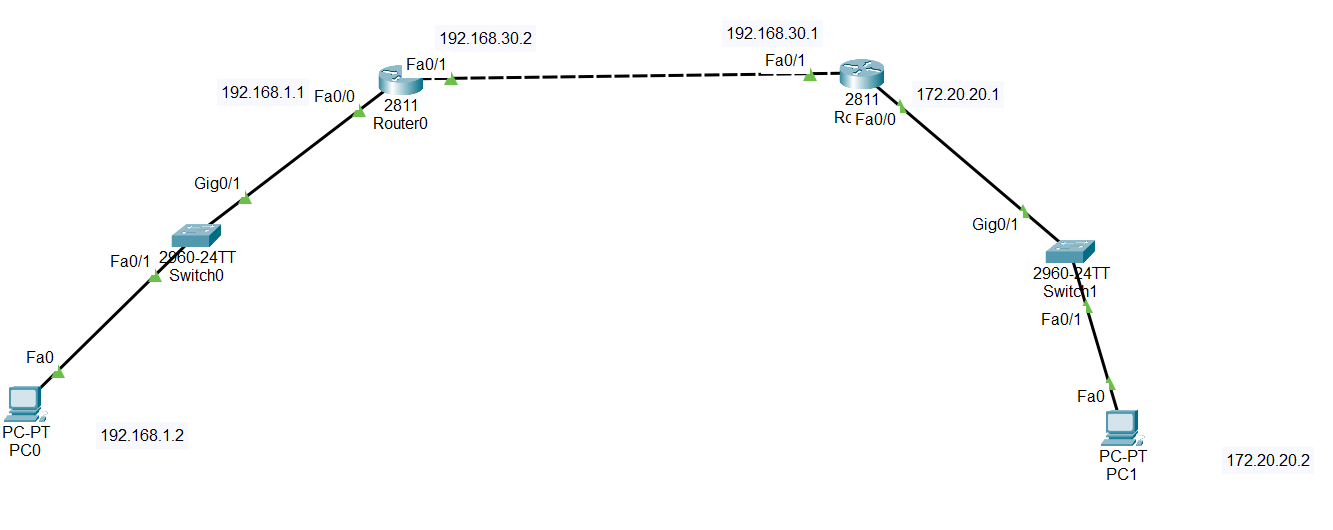 192.168.30.2
192.168.30.1
Fa0/1
Fa0/1
192.168.1.1
Fa0/0
2811
Router0
2811
Fa0/0
172.20.20.1
Gig0/1
Gig0/1
Fa0/1
2960-24TT
Switch0
2960-24TT
Switch1
Fa0/1
Fa0
Fa0
PC-PT
PC0
192.168.1.2
PC-PT
PC1
172.20.20.2